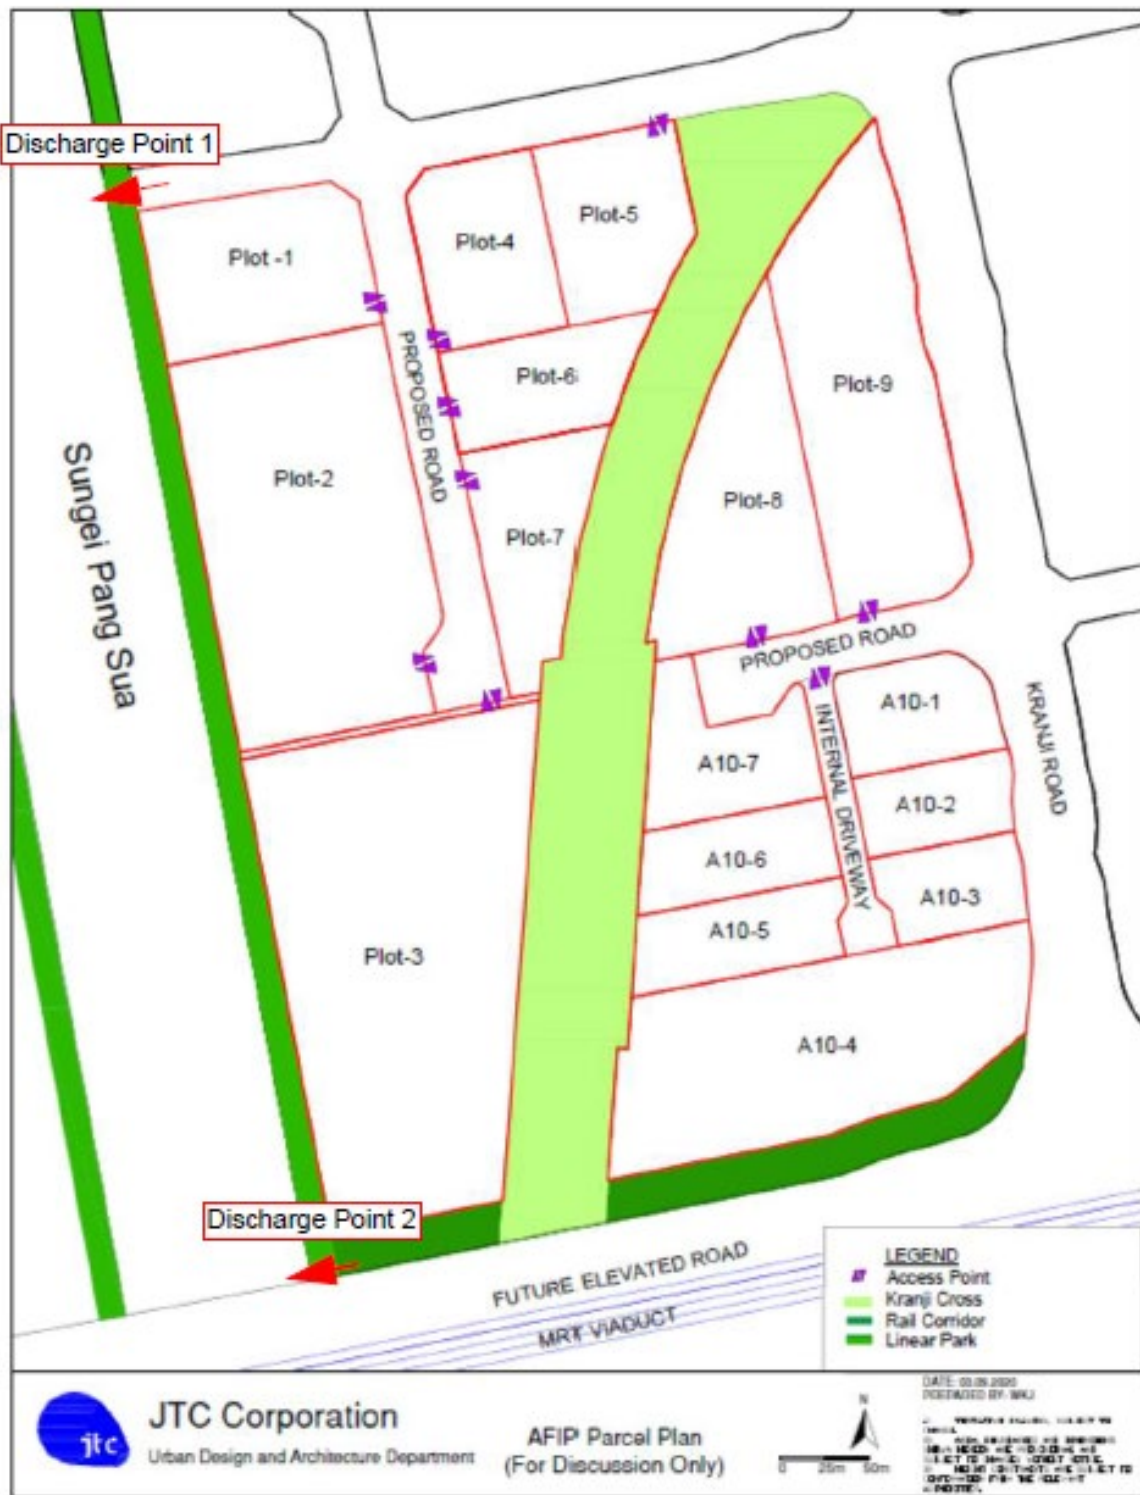 Discharge Point 1
Plot -1
Plot-4
Plot-5
Plot-6
Plot-9
PROPOSED ROAD
Plot-2
Plot-8
Plot-7
Sungei Pang Sua
PROPOSED ROAD
KRANJI ROAD
INTERNAL DRIVEWAY
A10-1
A10-7
A10-2
A10-6
A10-3
A10-5
Plot-3
A10-4
Discharge Point 2
FUTURE ELEVATED ROAD
MRT VIADUCT
LEGEND
Access Point
Kranji Cross
Rail Corridor
Linear Park
jtc
JTC Corporation
Urban Design and Architecture Department
AFIP Parcel Plan
(For Discussion Only)
N
0 25m 50m